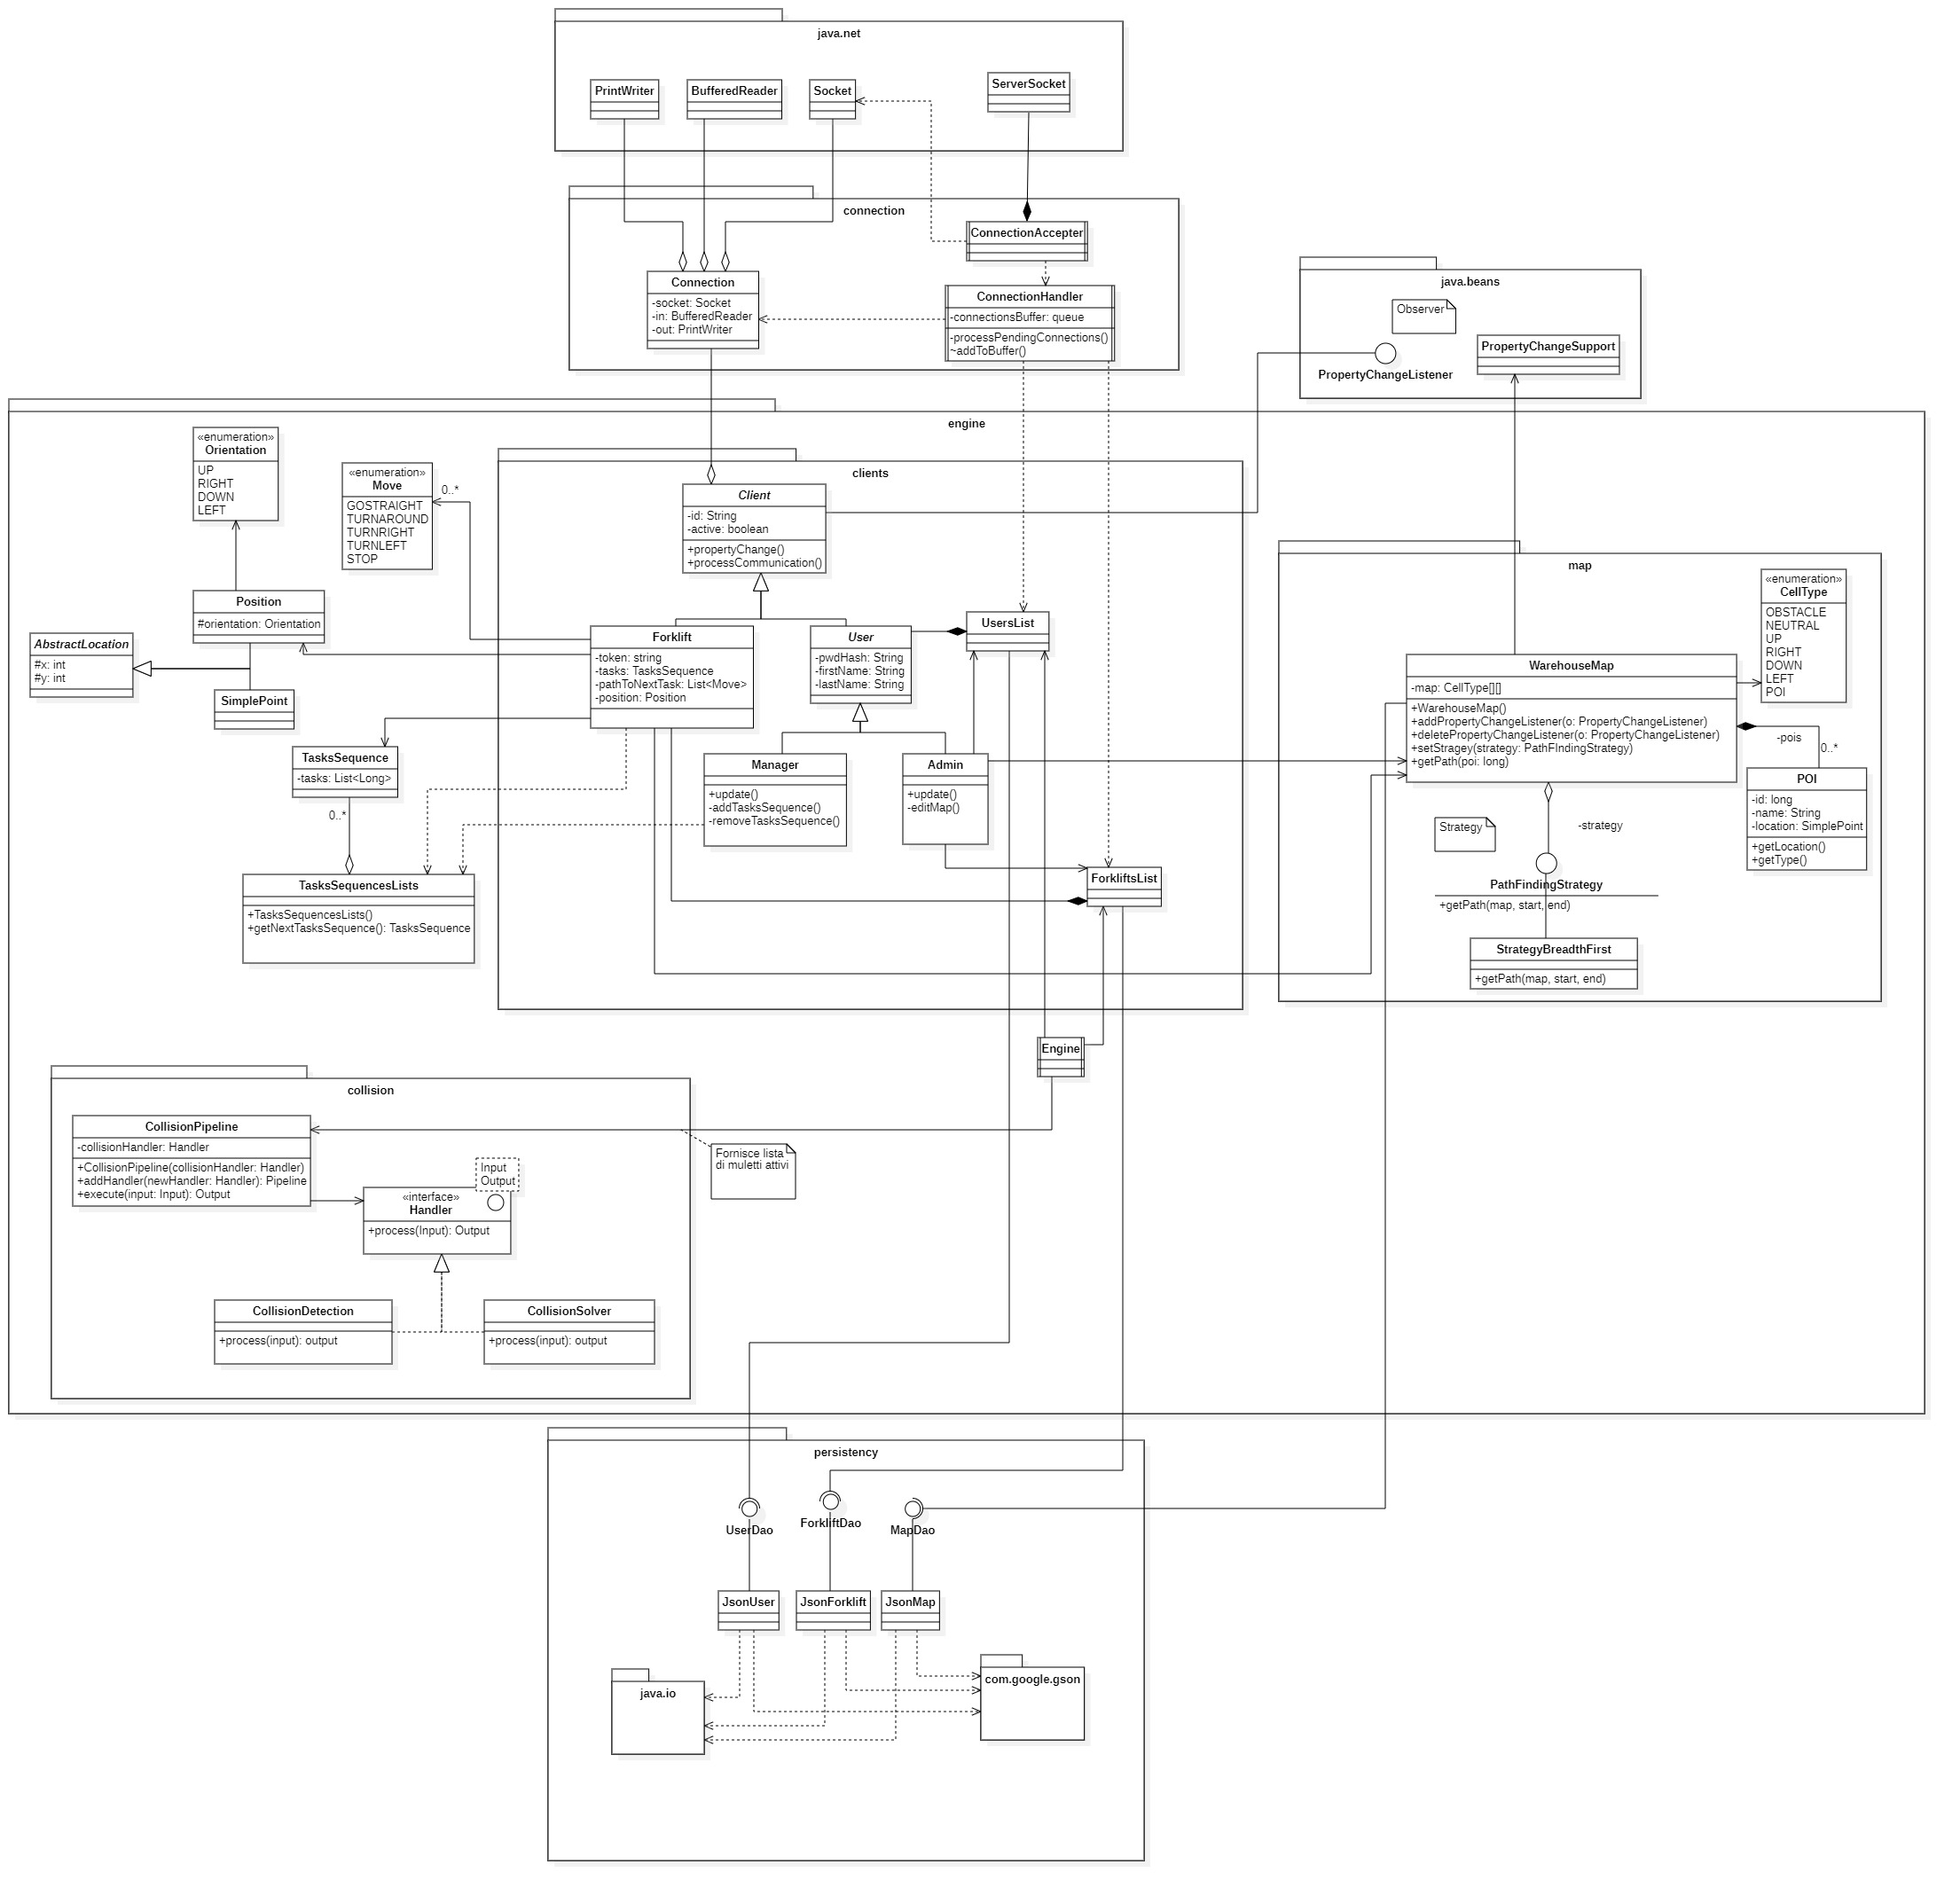 java.net
PrintWriter
BufferedReader
Socket
ServerSocket
connection
ConnectionAccepter
Connection
-socket: Socket
-in: BufferedReader
-out: PrintWriter
ConnectionHandler
-connectionsBuffer: queue
-processPendingConnections()
~addToBuffer()
java.beans
Observer
PropertyChangeListener
PropertyChangeSupport
engine
«enumeration»
Orientation
UP
RIGHT
DOWN
LEFT
«enumeration»
Move
GOSTRAIGHT
TURNAROUND
TURNRIGHT
TURNLEFT
STOP
0..*
clients
Client
-id: String
-active: boolean
+propertyChange()
+processCommunication()
Position
#orientation: Orientation
AbstractLocation
#x: int
#y: int
SimplePoint
Forklift
-token: string
-tasks: TasksSequence
-pathToNextTask: List<Move>
-position: Position
User
-pwdHash: String
-firstName: String
-lastName: String
UsersList
TasksSequence
-tasks: List<Long>
0..*
Manager
+update()
-addTasksSequence()
-removeTasksSequence()
Admin
+update()
-editMap()
TasksSequencesLists
+TasksSequencesLists()
+getNextTasksSequence(): TasksSequence
ForkliftsList
map
«enumeration»
CellType
OBSTACLE
NEUTRAL
UP
RIGHT
DOWN
LEFT
POI
WarehouseMap
-map: CellType[][]
+WarehouseMap()
+addPropertyChangeListener(o: PropertyChangeListener)
+deletePropertyChangeListener(o: PropertyChangeListener)
+setStragey(strategy: PathFIndingStrategy)
+getPath(poi: long)
-pois
0..*
POI
-id: long
-name: String
-location: SimplePoint
+getLocation()
+getType()
Strategy
-strategy
PathFindingStrategy
+getPath(map, start, end)
StrategyBreadthFirst
+getPath(map, start, end)
Engine
collision
CollisionPipeline
-collisionHandler: Handler
+CollisionPipeline(collisionHandler: Handler)
+addHandler(newHandler: Handler): Pipeline
+execute(input: Input): Output
Input
Output
«interface»
Handler
+process(Input): Output
Fornisce lista
di muletti attivi
CollisionDetection
+process(input): output
CollisionSolver
+process(input): output
persistency
UserDao
ForkliftDao
MapDao
JsonUser
JsonForklift
JsonMap
java.io
com.google.gson